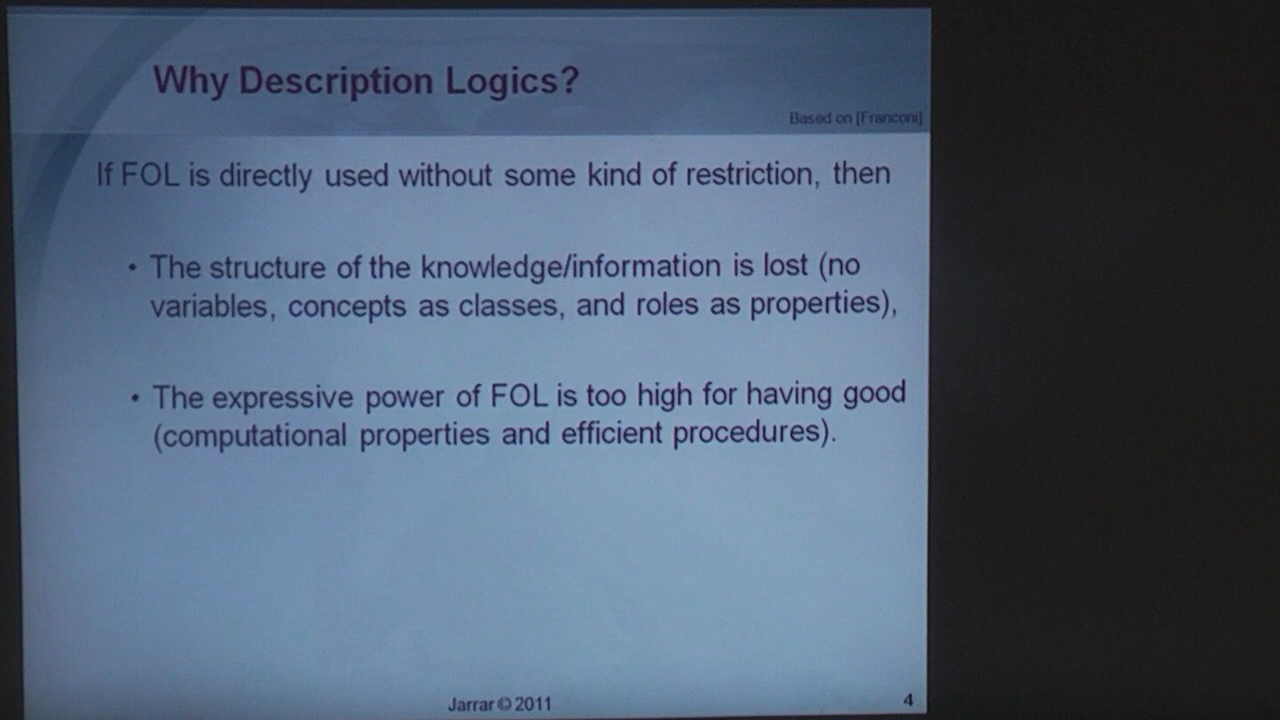 Why Description Logics?
Based on [Franconi]
If FOL is directly used without some kind of restriction, then
• The structure of the knowledge/information is lost (no
variables, concepts as classes, and roles as properties),
• The expressive power of FOL is too high for having good
(computational properties and efficient procedures).
Jarrar © 2011
4